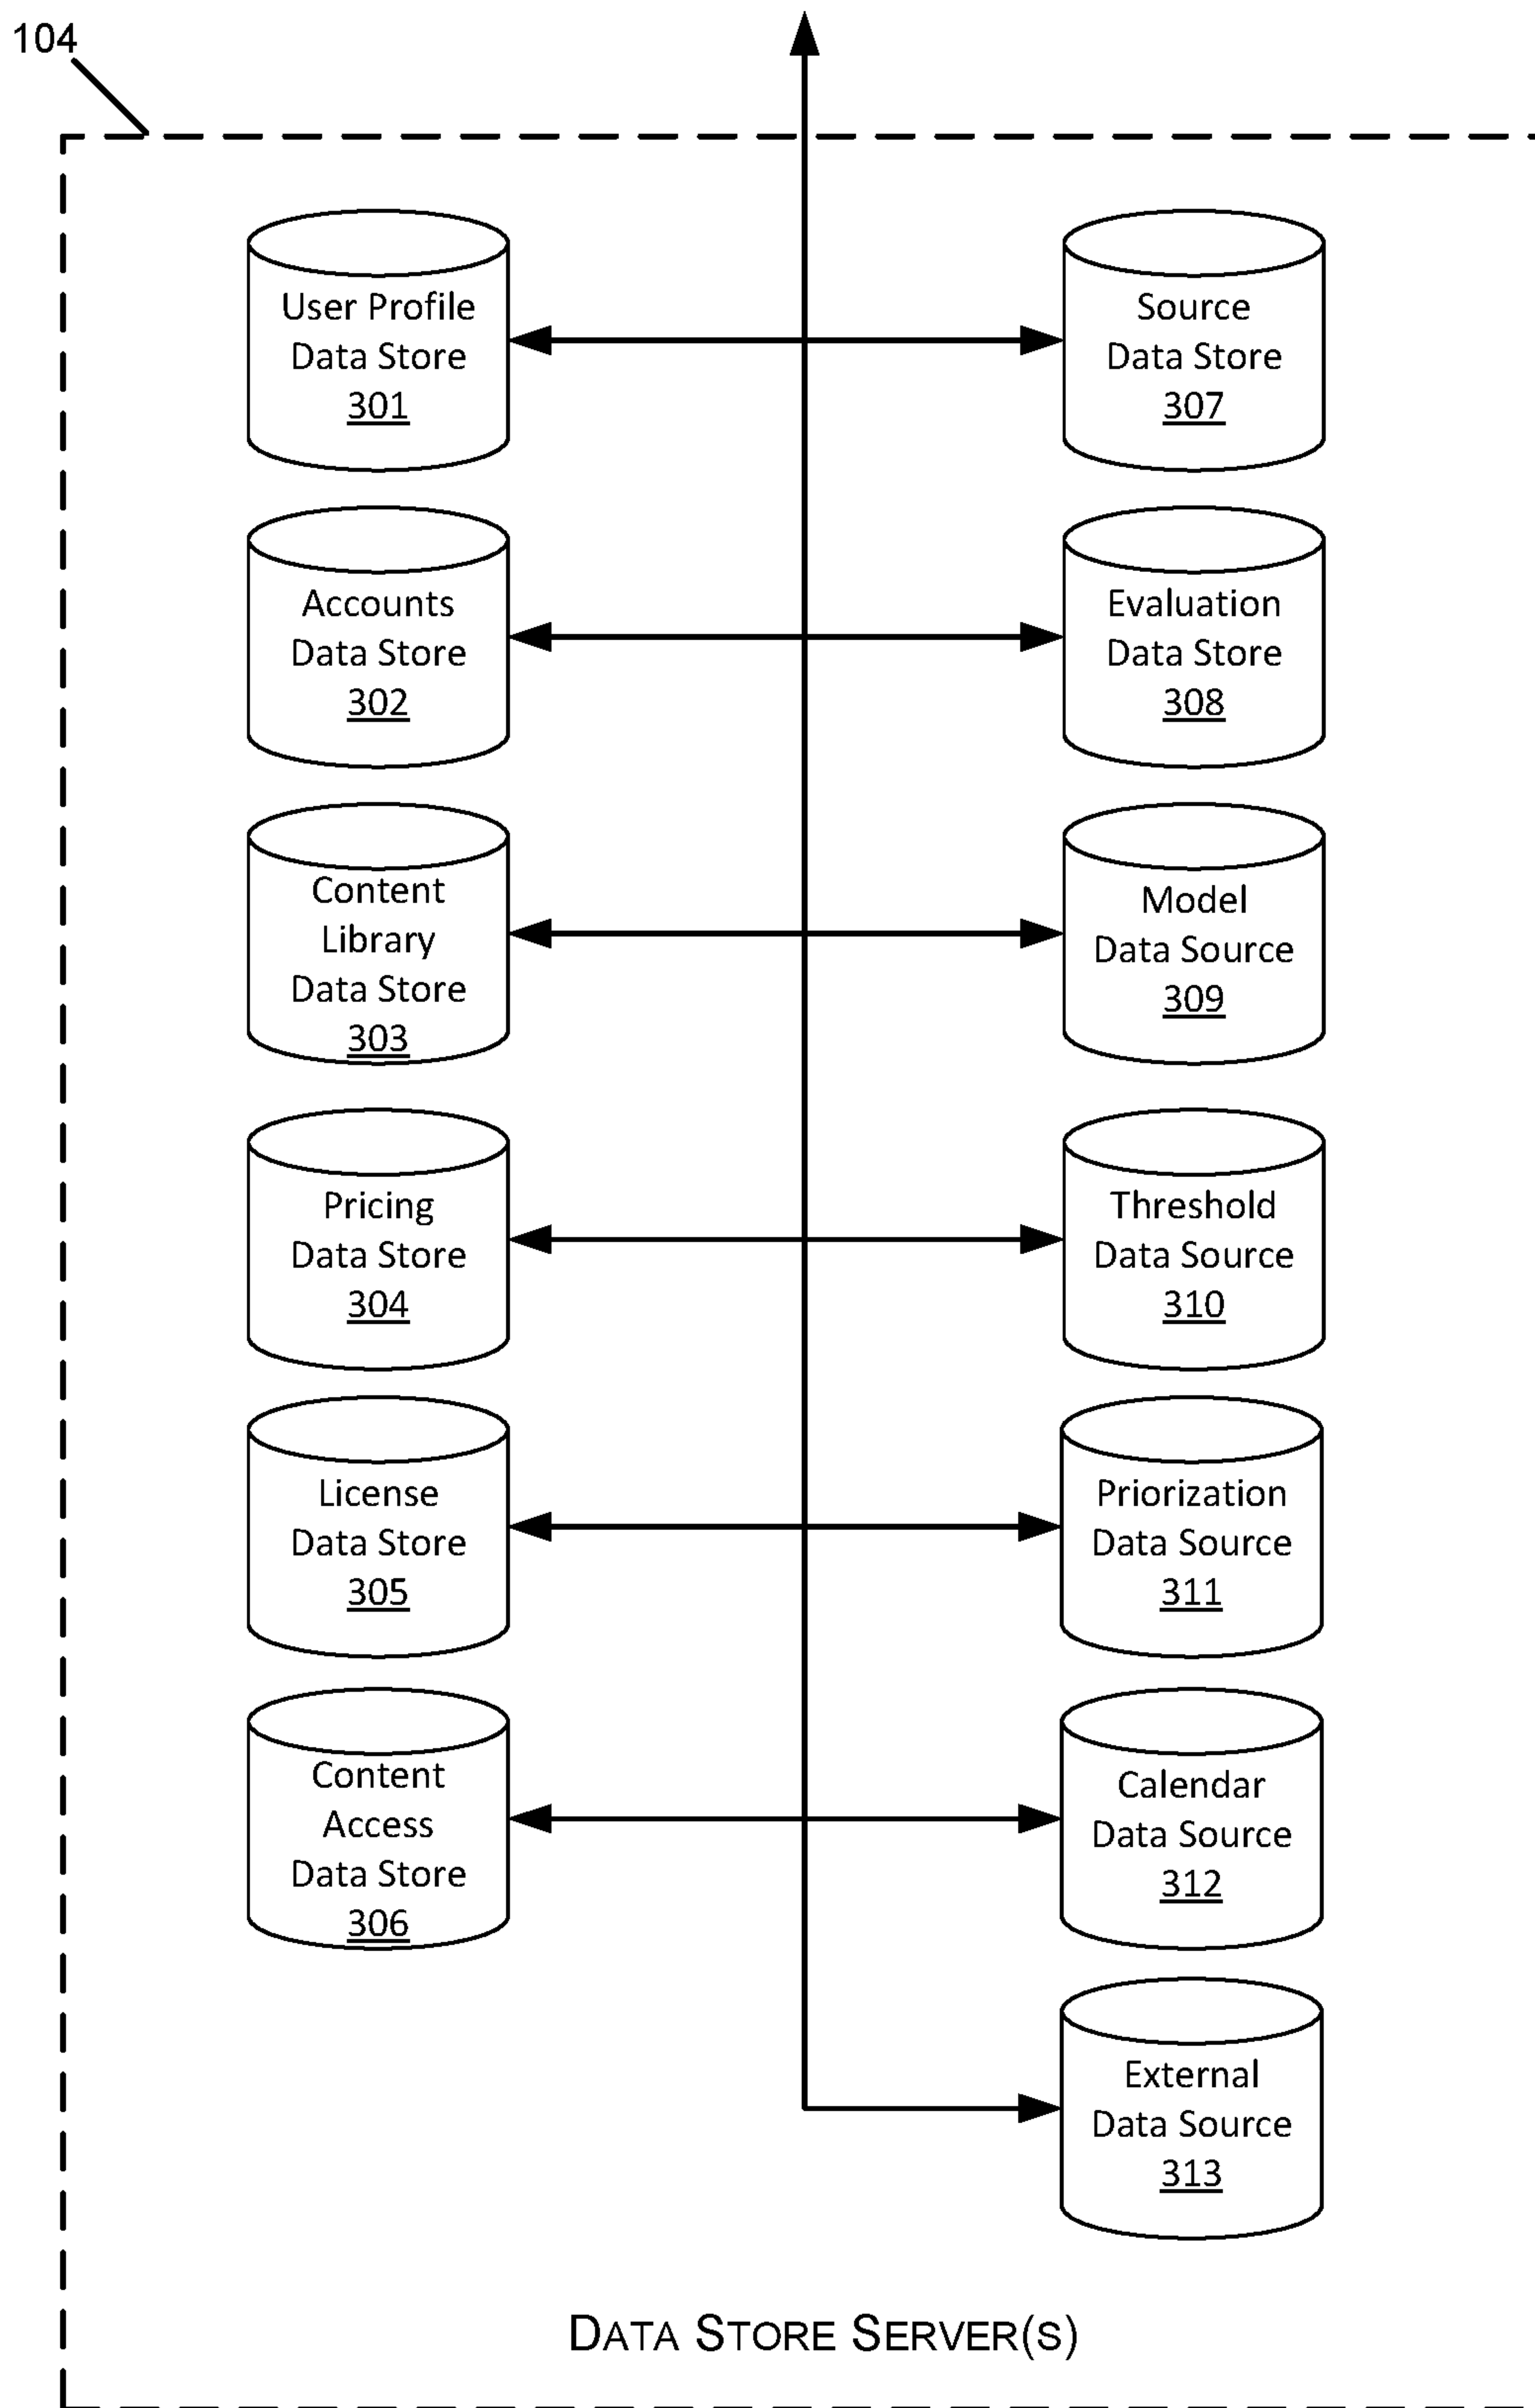 104
User Profile
Data Store
301
Source
Data Store
307
Accounts
Data Store
302
Evaluation
Data Store
308
Content
Library
Data Store
303
Model
Data Source
309
Pricing
Data Store
304
Threshold
Data Source
310
License
Data Store
305
Priorization
Data Source
311
Content
Access
Data Store
306
Calendar
Data Source
312
External
Data Source
313
DATA STORE SERVER(S)